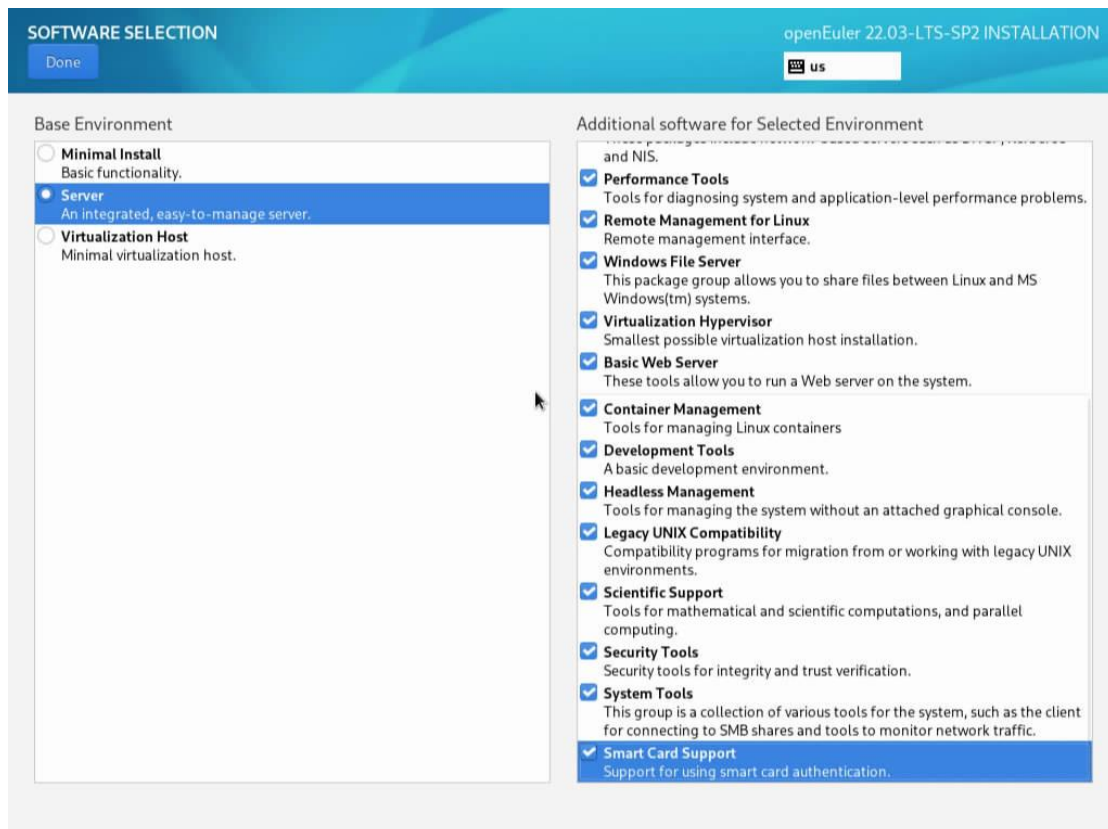 SOFTWARE SELECTION
Done
openEuler 22.03-LTS-SP2 INSTALLATION
us
Base Environment
Minimal Install
Basic functionality.
Server
An integrated, easy-to-manage server.
Virtualization Host
Minimal virtualization host.
Additional software for Selected Environment
and NIS.
Performance Tools
Tools for diagnosing system and application-level performance problems.
Remote Management for Linux
Remote management interface.
Windows File Server
This package group allows you to share files between Linux and MS
Windows(tm) systems.
Virtualization Hypervisor
Smallest possible virtualization host installation.
Basic Web Server
These tools allow you to run a Web server on the system.
Container Management
Tools for managing Linux containers
Development Tools
A basic development environment.
Headless Management
Tools for managing the system without an attached graphical console.
Legacy UNIX Compatibility
Compatibility programs for migration from or working with legacy UNIX
environments.
Scientific Support
Tools for mathematical and scientific computations, and parallel
computing.
Security Tools
Security tools for integrity and trust verification.
System Tools
This group is a collection of various tools for the system, such as the client
for connecting to SMB shares and tools to monitor network traffic.
Smart Card Support
Support for using smart card authentication.